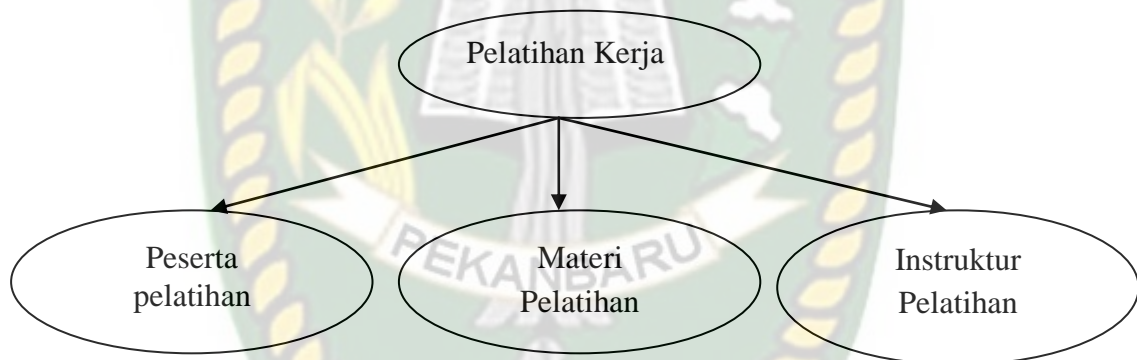 Pelatihan Kerja
Peserta
pelatihan
Materi
Pelatihan
Instruktur
Pelatihan
PEKANBARU